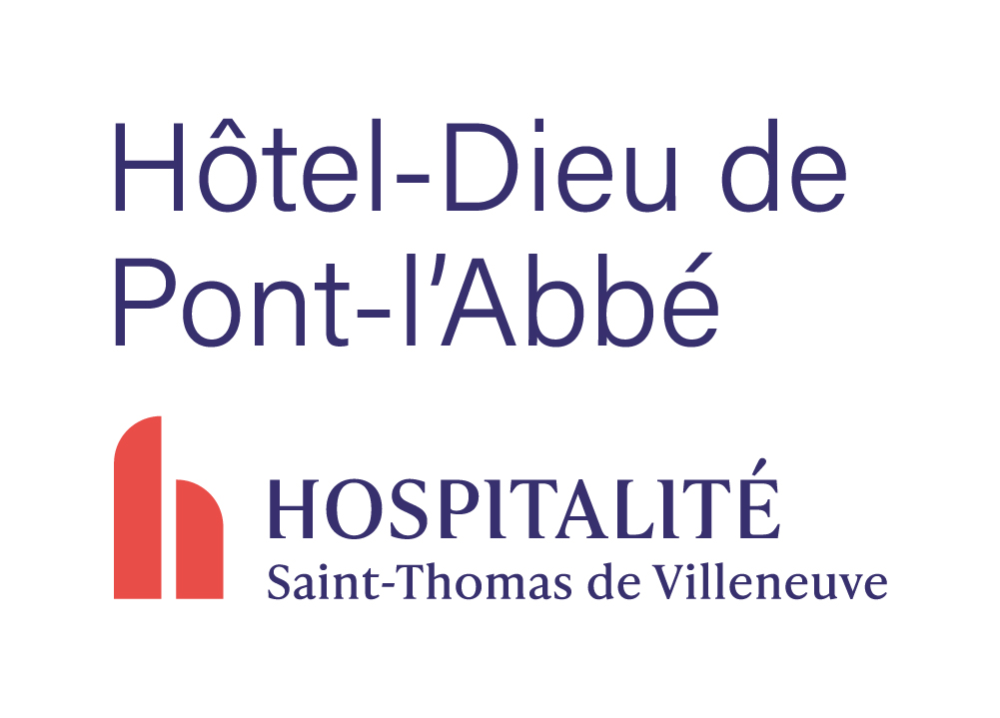 Hôtel-Dieu de
Pont-l’Abbé
HOSPITALITÉ
Saint-Thomas de Villeneuve